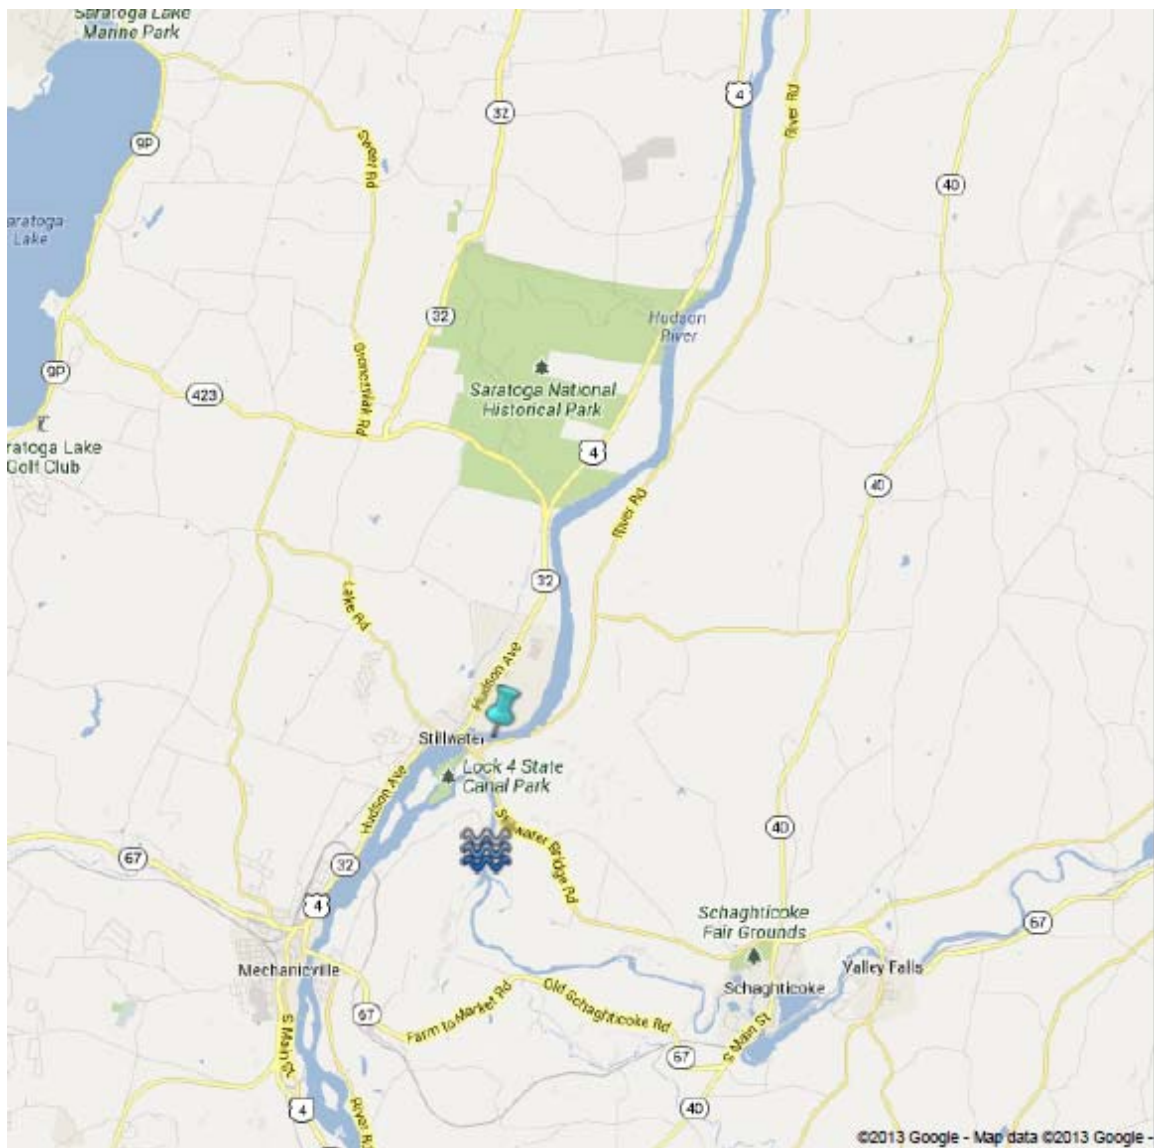 Saratoga Lake
Marine Park
32
4
River Rd
9P
Sweet Rd
40
aratoga
Lake
32
Hudson
River
Graves Rd
9P
423
Saratoga National
Historical Park
ratoga Lake
Golf Club
4
40
River Rd
32
Lake Rd
Hudson Ave
Stillwater
Lock 4 State
Canal Park
Hudson Ave
Stillwater Bridge Rd
40
67
32
4
Schaghticoke
Fair Grounds
67
Mechanicville
Valley Falls
Schaghticoke
67
Farm to Market Rd
Old Schaghticoke Rd
S Main St
67
S Main St
4
River R
40
©2013 Google - Map data ©2013 Google -